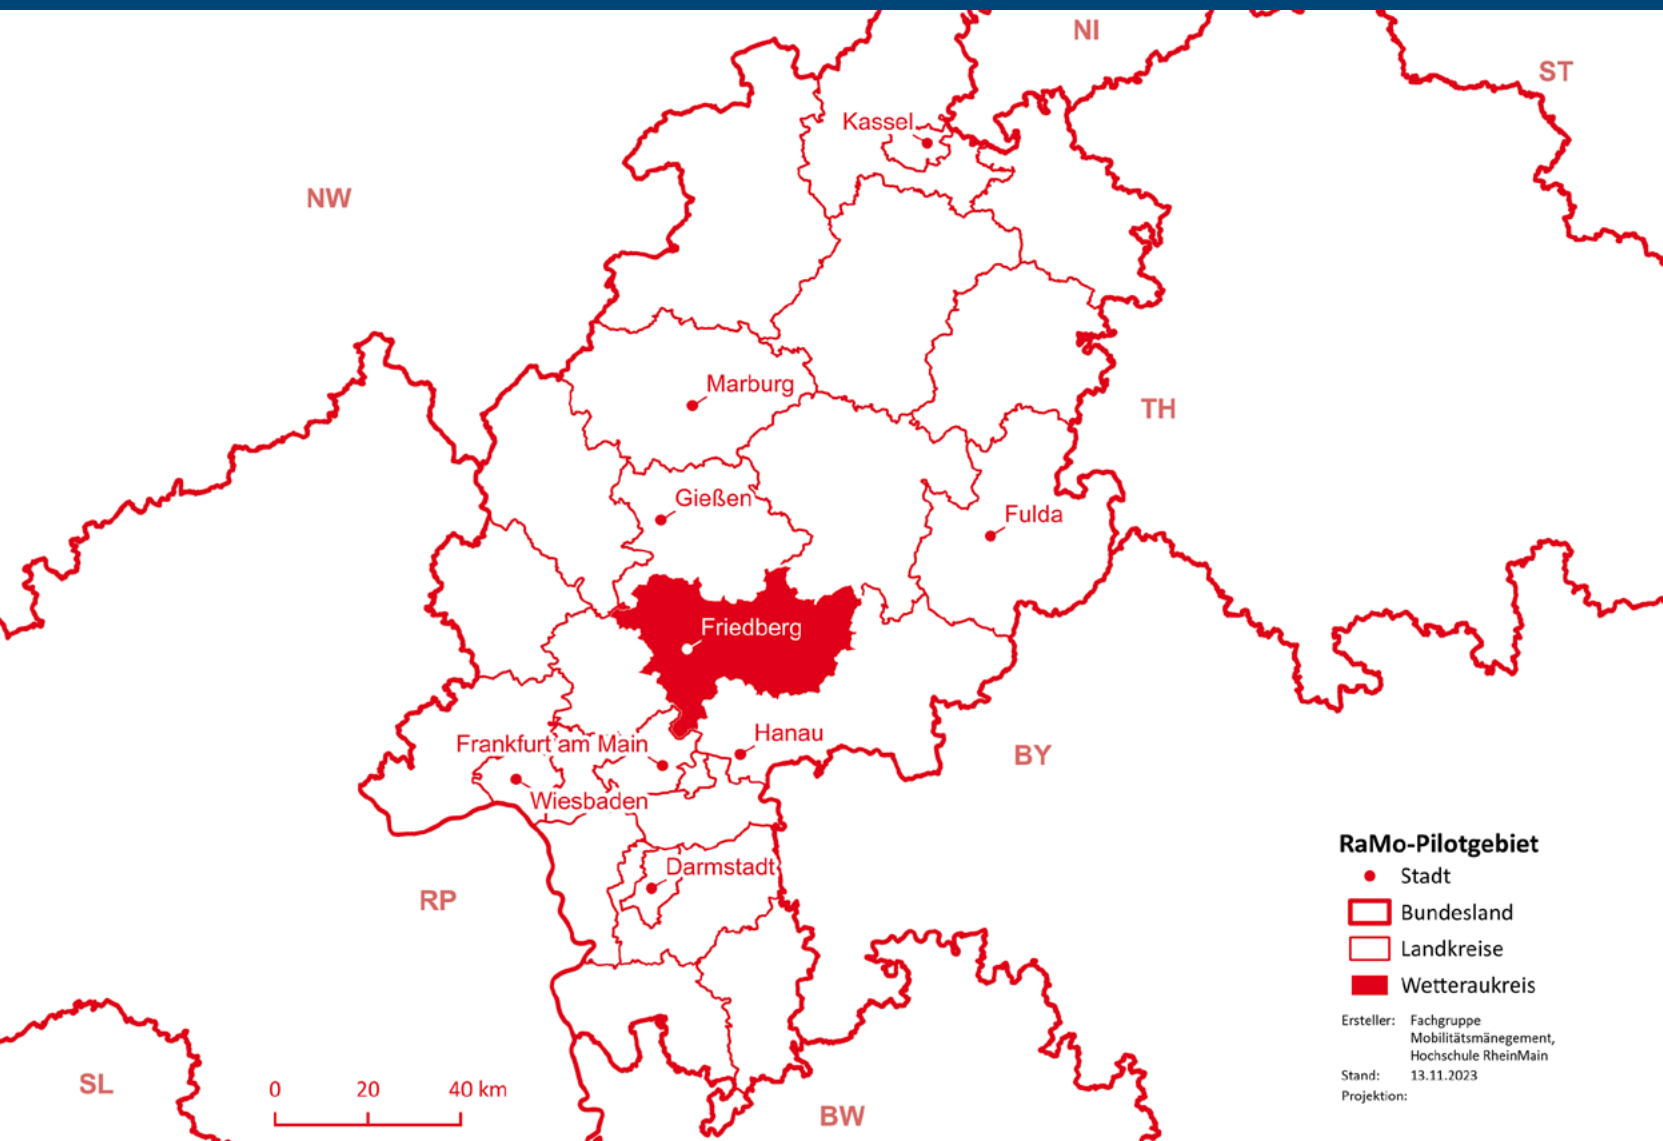 NI
ST
Kassel
NW
Marburg
TH
Gießen
Fulda
Friedberg
Hanau
Frankfurt am Main
BY
Wiesbaden
Darmstadt
RP
SL
BW
0 20 40 km
RaMo-Pilotgebiet
Stadt
Bundesland
Landkreise
Wetteraukreis
Ersteller: Fachgruppe
Mobilitätsmänegement,
Hochschule RheinMain
Stand: 13.11.2023
Projektion: